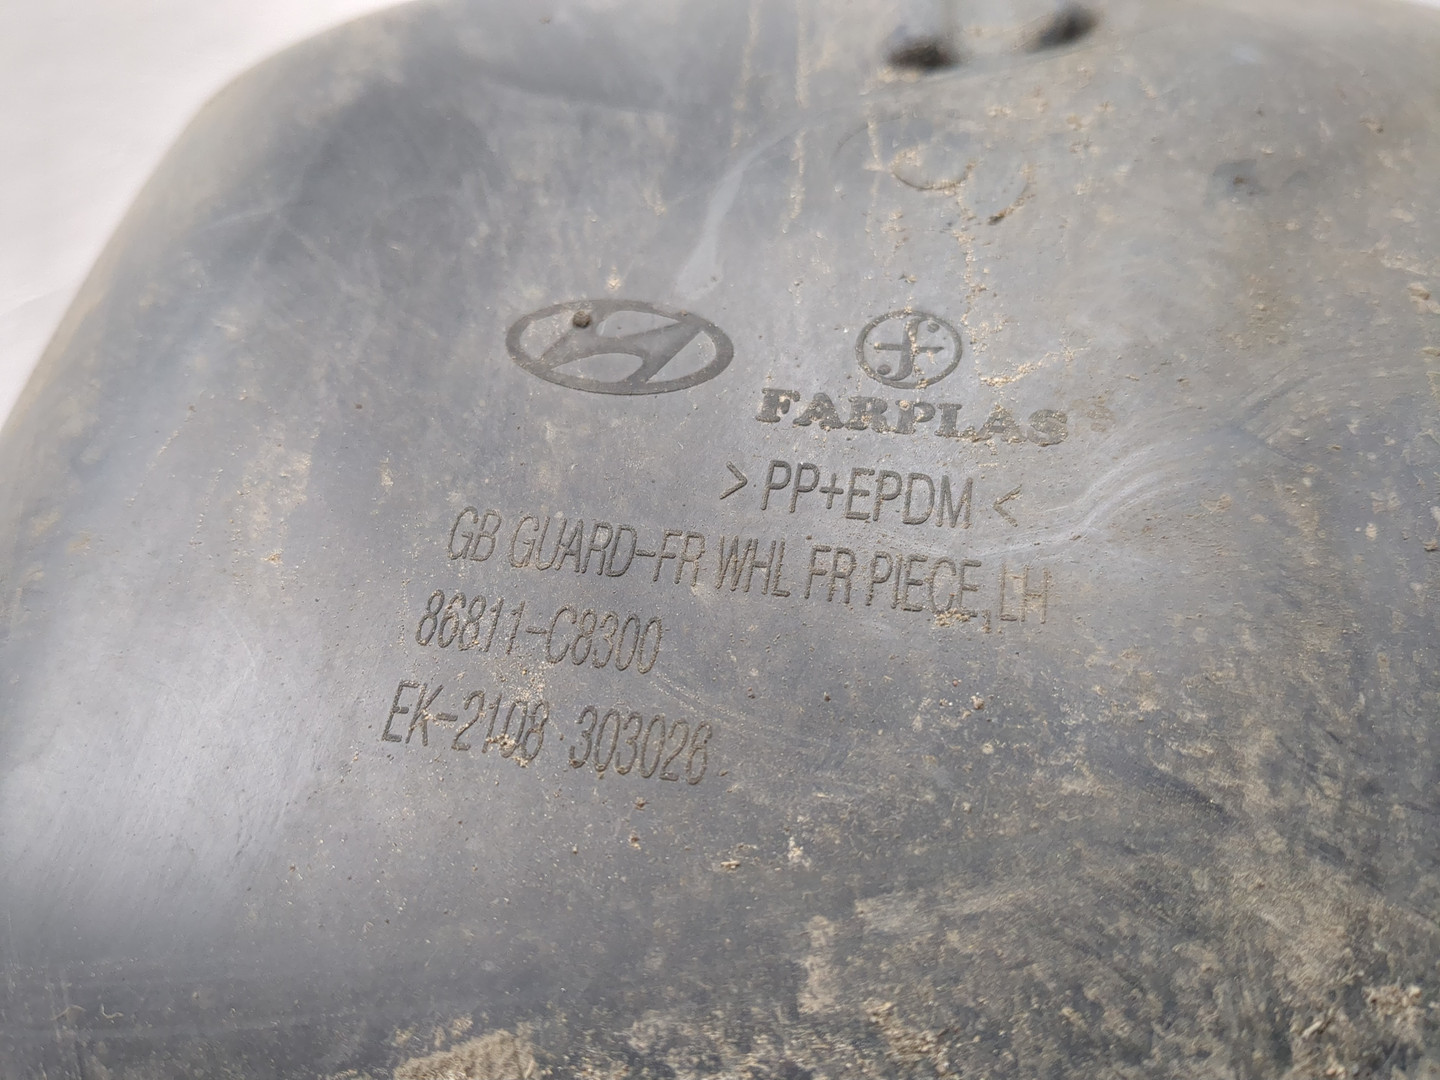 FARPLAS
>PP+EPDM<
GB GUARD-FR WHL FR PIECE,LH
86811-C8300
EK-2108 303026